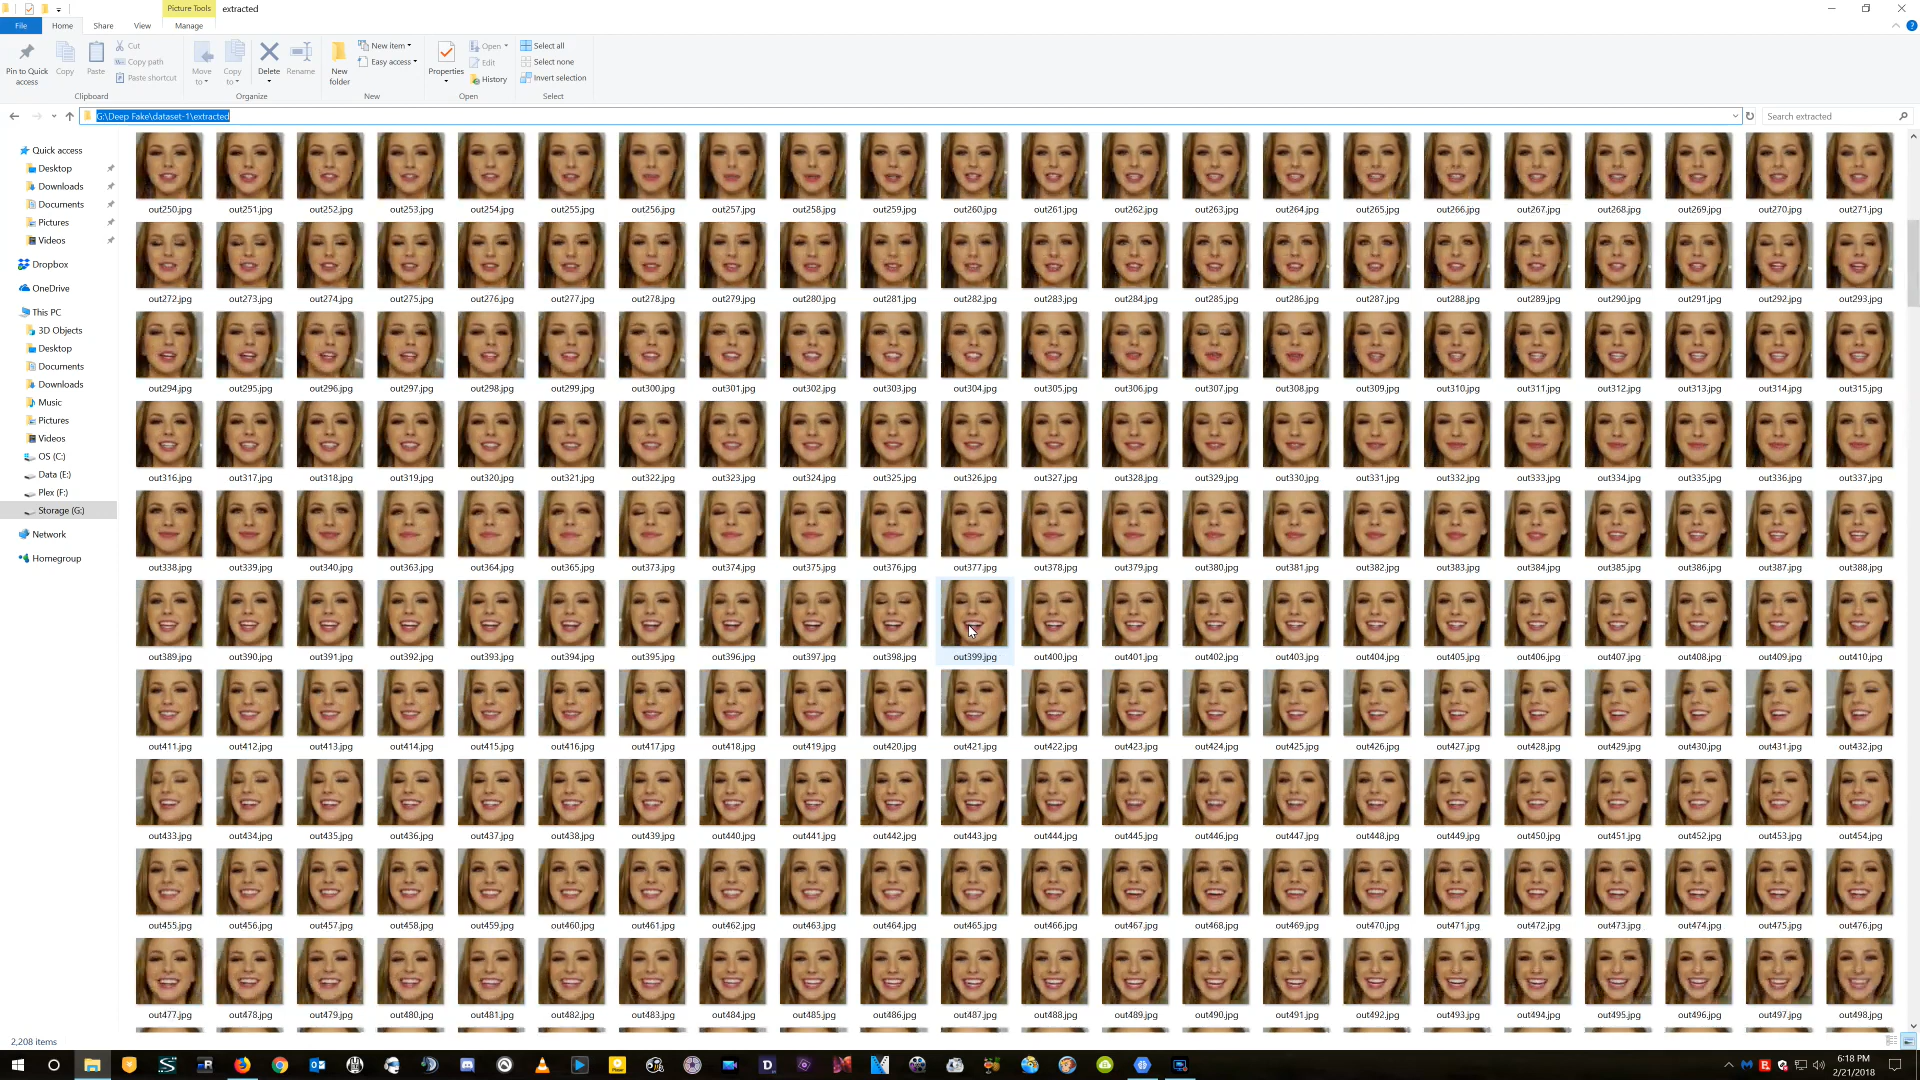 Picture Tools extracted
File Home Share View Manage
Pin to Quick access
Copy
Paste
Cut
Copy path
Paste shortcut
Clipboard
Move to
Copy to
Delete
Rename
Organize
New folder
New item
Easy access
New
Properties
Open
Edit
History
Open
Select all
Select none
Invert selection
Select
G:\Deep Fake\dataset-1\extracted
Search extracted
Quick access
Desktop
Downloads
Documents
Pictures
Videos
Dropbox
OneDrive
This PC
3D Objects
Desktop
Documents
Downloads
Music
Pictures
Videos
OS (C:)
Data (E:)
Plex (F:)
Storage (G:)
Network
Homegroup
out250.jpg out251.jpg out252.jpg out253.jpg out254.jpg out255.jpg out256.jpg out257.jpg out258.jpg out259.jpg out260.jpg out261.jpg out262.jpg out263.jpg out264.jpg out265.jpg out266.jpg out267.jpg out268.jpg out269.jpg out270.jpg out271.jpg
out272.jpg out273.jpg out274.jpg out275.jpg out276.jpg out277.jpg out278.jpg out279.jpg out280.jpg out281.jpg out282.jpg out283.jpg out284.jpg out285.jpg out286.jpg out287.jpg out288.jpg out289.jpg out290.jpg out291.jpg out292.jpg out293.jpg
out294.jpg out295.jpg out296.jpg out297.jpg out298.jpg out299.jpg out300.jpg out301.jpg out302.jpg out303.jpg out304.jpg out305.jpg out306.jpg out307.jpg out308.jpg out309.jpg out310.jpg out311.jpg out312.jpg out313.jpg out314.jpg out315.jpg
out316.jpg out317.jpg out318.jpg out319.jpg out320.jpg out321.jpg out322.jpg out323.jpg out324.jpg out325.jpg out326.jpg out327.jpg out328.jpg out329.jpg out330.jpg out331.jpg out332.jpg out333.jpg out334.jpg out335.jpg out336.jpg out337.jpg
out338.jpg out339.jpg out340.jpg out363.jpg out364.jpg out365.jpg out373.jpg out374.jpg out375.jpg out376.jpg out377.jpg out378.jpg out379.jpg out380.jpg out381.jpg out382.jpg out383.jpg out384.jpg out385.jpg out386.jpg out387.jpg out388.jpg
out389.jpg out390.jpg out391.jpg out392.jpg out393.jpg out394.jpg out395.jpg out396.jpg out397.jpg out398.jpg out399.jpg out400.jpg out401.jpg out402.jpg out403.jpg out404.jpg out405.jpg out406.jpg out407.jpg out408.jpg out409.jpg out410.jpg
out411.jpg out412.jpg out413.jpg out414.jpg out415.jpg out416.jpg out417.jpg out418.jpg out419.jpg out420.jpg out421.jpg out422.jpg out423.jpg out424.jpg out425.jpg out426.jpg out427.jpg out428.jpg out429.jpg out430.jpg out431.jpg out432.jpg
out433.jpg out434.jpg out435.jpg out436.jpg out437.jpg out438.jpg out439.jpg out440.jpg out441.jpg out442.jpg out443.jpg out444.jpg out445.jpg out446.jpg out447.jpg out448.jpg out449.jpg out450.jpg out451.jpg out452.jpg out453.jpg out454.jpg
out455.jpg out456.jpg out457.jpg out458.jpg out459.jpg out460.jpg out461.jpg out462.jpg out463.jpg out464.jpg out465.jpg out466.jpg out467.jpg out468.jpg out469.jpg out470.jpg out471.jpg out472.jpg out473.jpg out474.jpg out475.jpg out476.jpg
out477.jpg out478.jpg out479.jpg out480.jpg out481.jpg out482.jpg out483.jpg out484.jpg out485.jpg out486.jpg out487.jpg out488.jpg out489.jpg out490.jpg out491.jpg out492.jpg out493.jpg out494.jpg out495.jpg out496.jpg out497.jpg out498.jpg
2,208 items
6:18 PM
2/21/2018